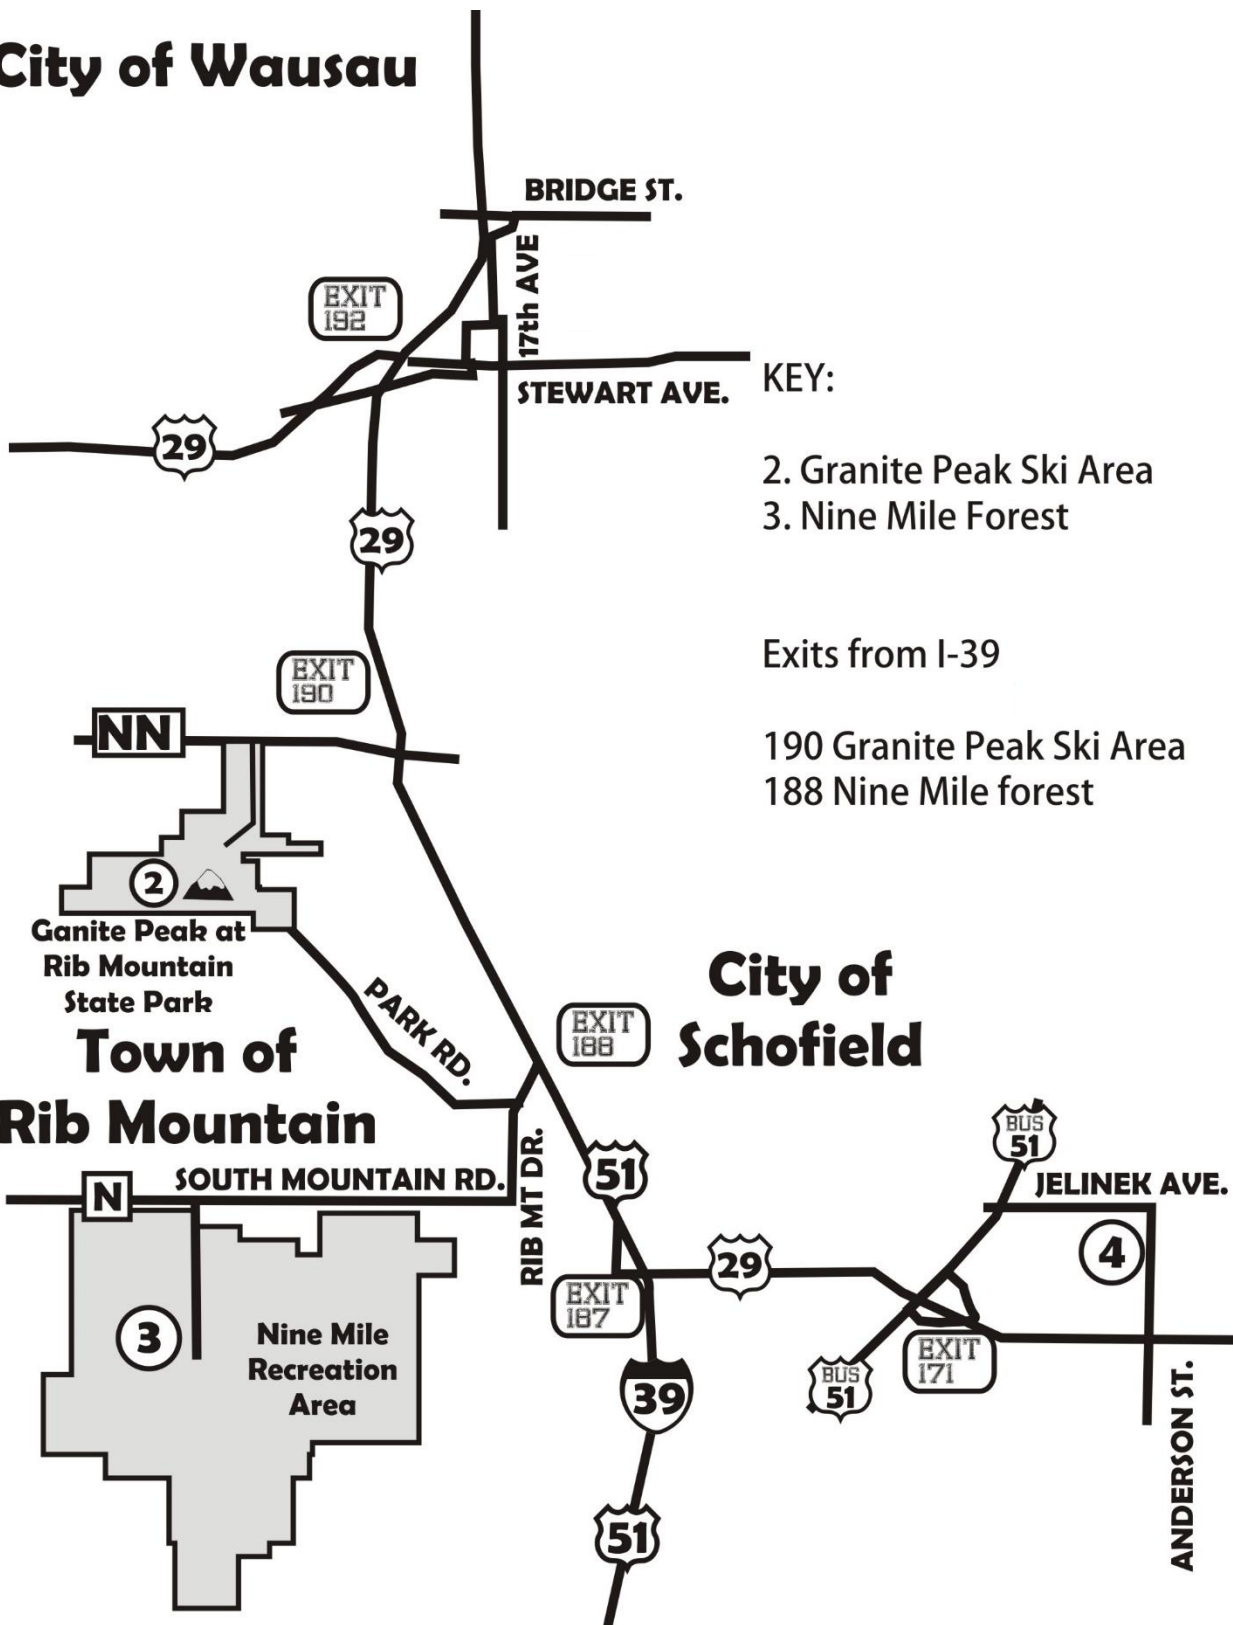 City of Wausau
BRIDGE ST.
17th AVE
EXIT
192
STEWART AVE.
KEY:
29
2. Granite Peak Ski Area
3. Nine Mile Forest
29
Exits from I-39
EXIT
190
NN
190 Granite Peak Ski Area
188 Nine Mile forest
2
Ganite Peak at
Rib Mountain
State Park
PARK RD.
City of
Schofield
EXIT
188
Town of
Rib Mountain
BUS
51
SOUTH MOUNTAIN RD.
N
RIB MT DR.
51
JELINEK AVE.
4
29
EXIT
187
3
Nine Mile
Recreation
Area
EXIT
171
BUS
51
39
ANDERSON ST.
51